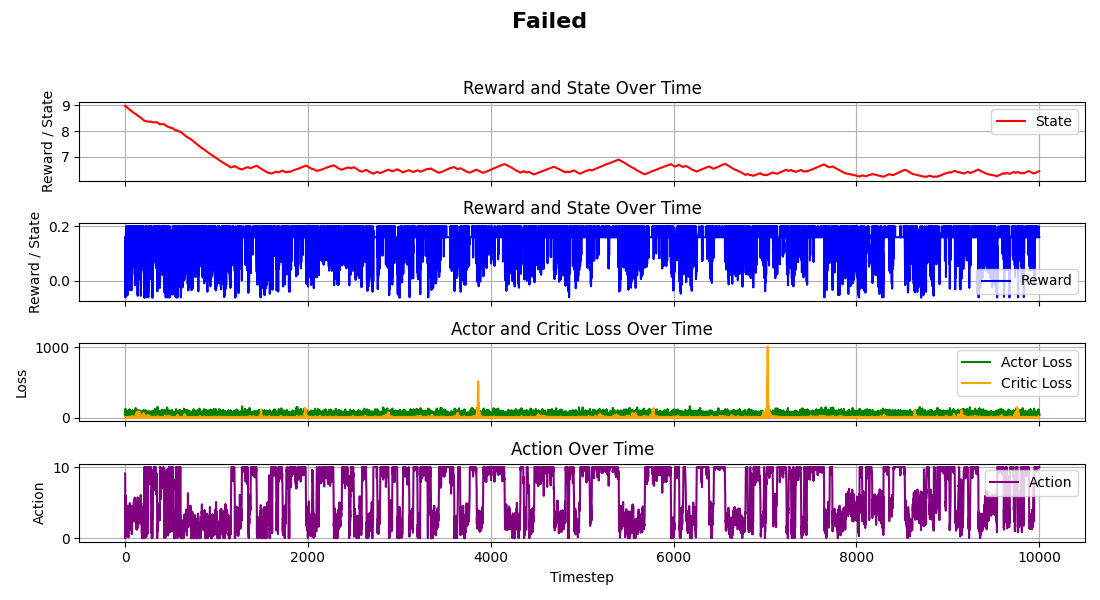 Failed
Reward and State Over Time
Reward / State
9
8
7
State
Reward and State Over Time
Reward / State
0.2
0.0
Reward
Actor and Critic Loss Over Time
Loss
1000
0
Actor Loss
Critic Loss
Action Over Time
Action
10
0
Action
0 2000 4000 6000 8000 10000
Timestep